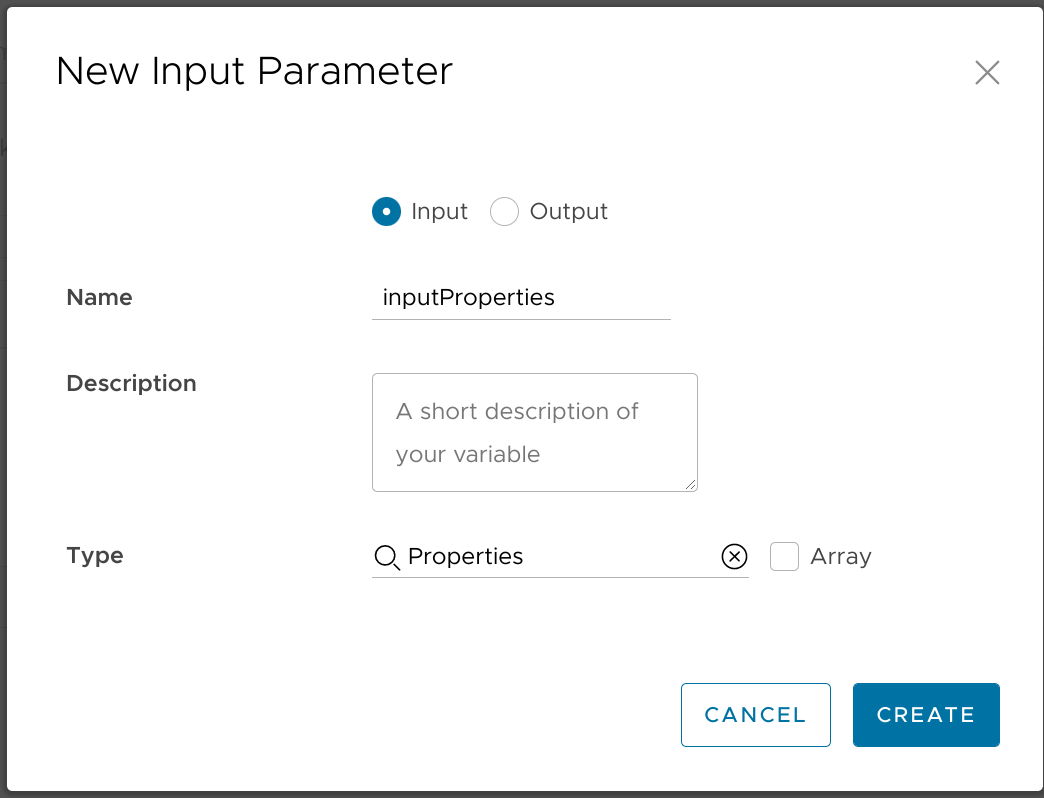 New Input Parameter
Input Output
Name inputProperties
Description
A short description of
your variable
Type Properties Array
CANCEL CREATE